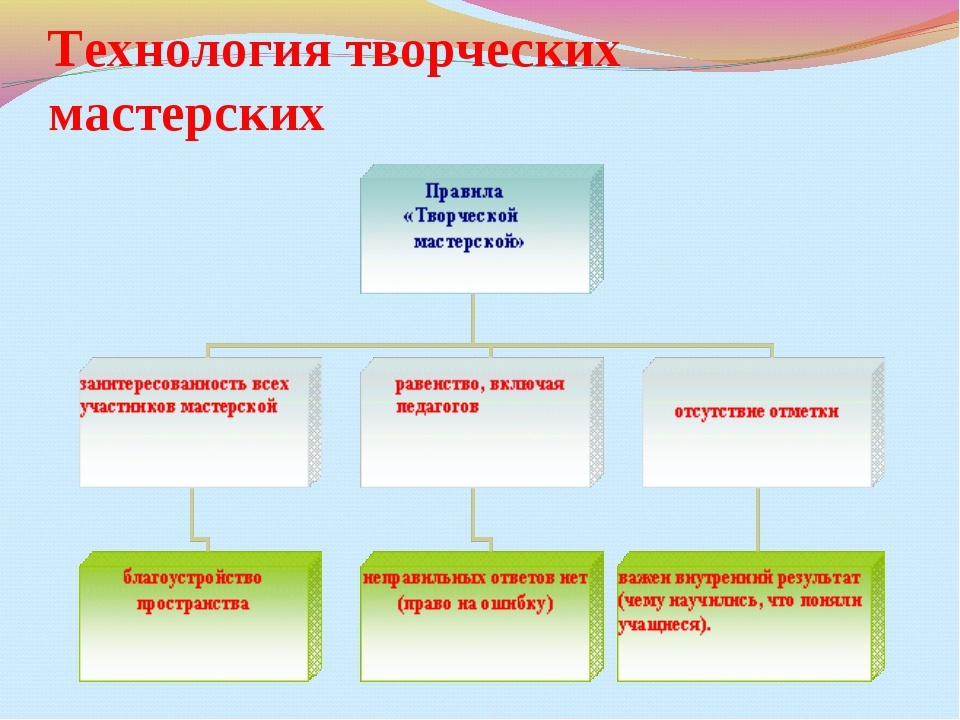 Технология творческих
мастерских
Правила
«Творческой
мастерской»
заинтересованность всех
участников мастерской
равенство, включая
педагогов
отсутствие отметки
благоустройство
пространства
неправильных ответов нет
(право на ошибку)
важен внутренний результат
(чему научились, что поняли
учащиеся).